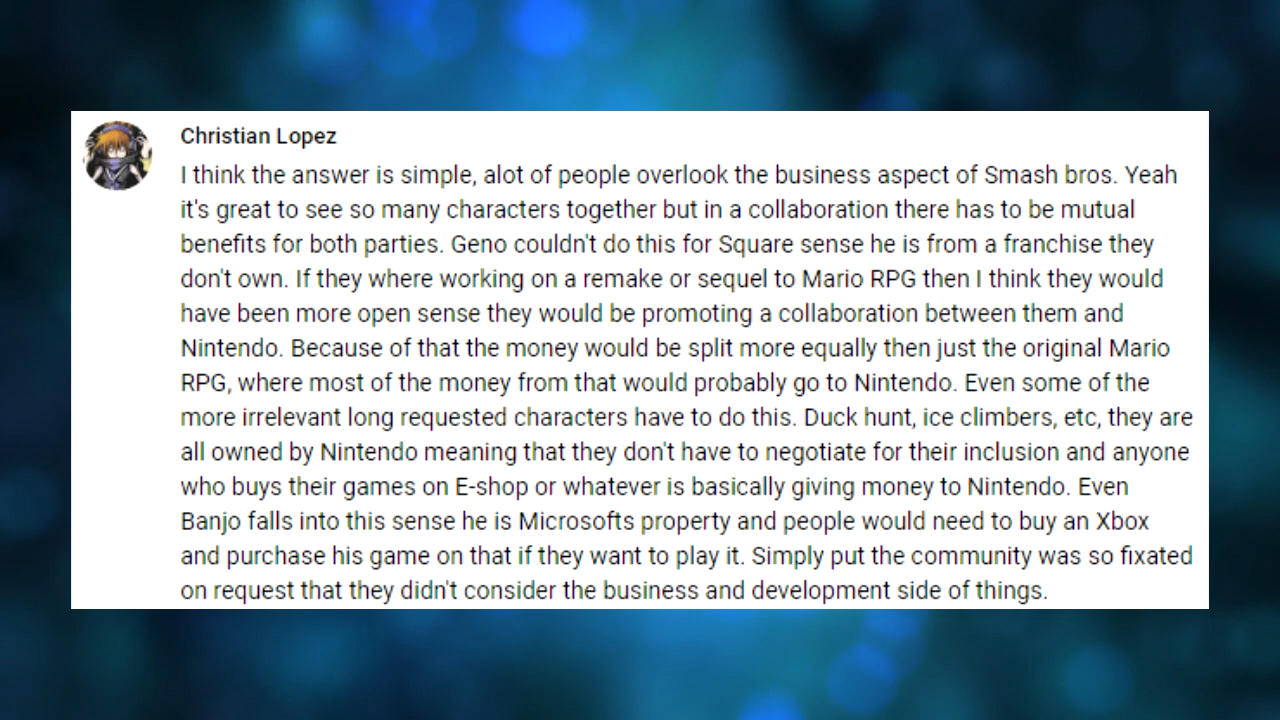 Christian Lopez
I think the answer is simple, alot of people overlook the business aspect of Smash bros. Yeah
it's great to see so many characters together but in a collaboration there has to be mutual
benefits for both parties. Geno couldn't do this for Square sense he is from a franchise they
don't own. If they where working on a remake or sequel to Mario RPG then I think they would
have been more open sense they would be promoting a collaboration between them and
Nintendo. Because of that the money would be split more equally then just the original Mario
RPG, where most of the money from that would probably go to Nintendo. Even some of the
more irrelevant long requested characters have to do this. Duck hunt, ice climbers, etc, they are
all owned by Nintendo meaning that they don't have to negotiate for their inclusion and anyone
who buys their games on E-shop or whatever is basically giving money to Nintendo. Even
Banjo falls into this sense he is Microsofts property and people would need to buy an Xbox
and purchase his game on that if they want to play it. Simply put the community was so fixated
on request that they didn't consider the business and development side of things.